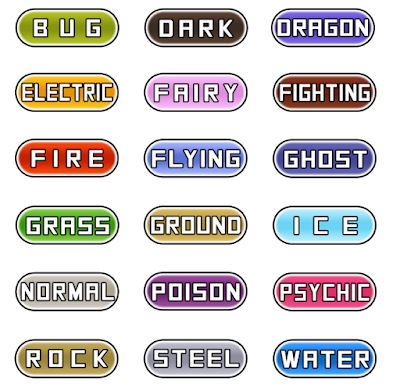 BUG DARK DRAGON
ELECTRIC FAIRY FIGHTING
FIRE FLYING GHOST
GRASS GROUND ICE
NORMAL POISON PSYCHIC
ROCK STEEL WATER